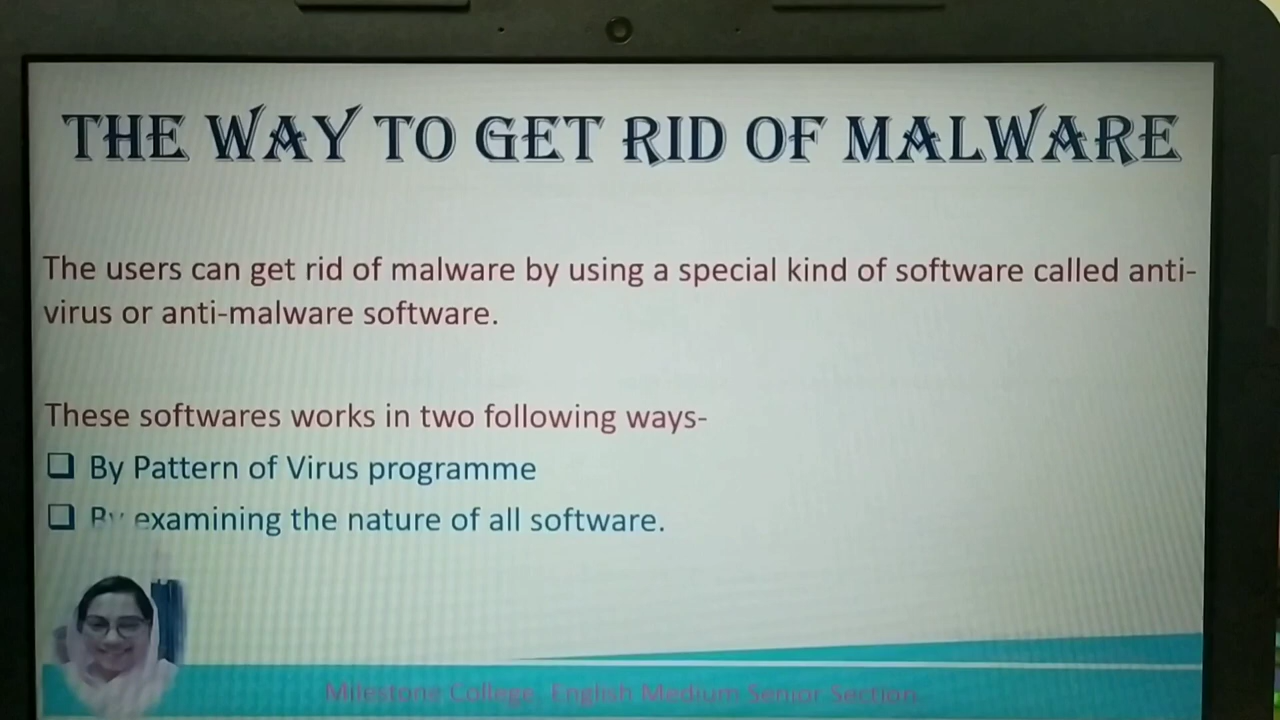 THE WAY TO GET RID OF MALWARE
The users can get rid of malware by using a special kind of software called anti-
virus or anti-malware software.
These softwares works in two following ways-
❑ By Pattern of Virus programme
❑ By examining the nature of all software.
Milestone College, English Medium Senior Section.